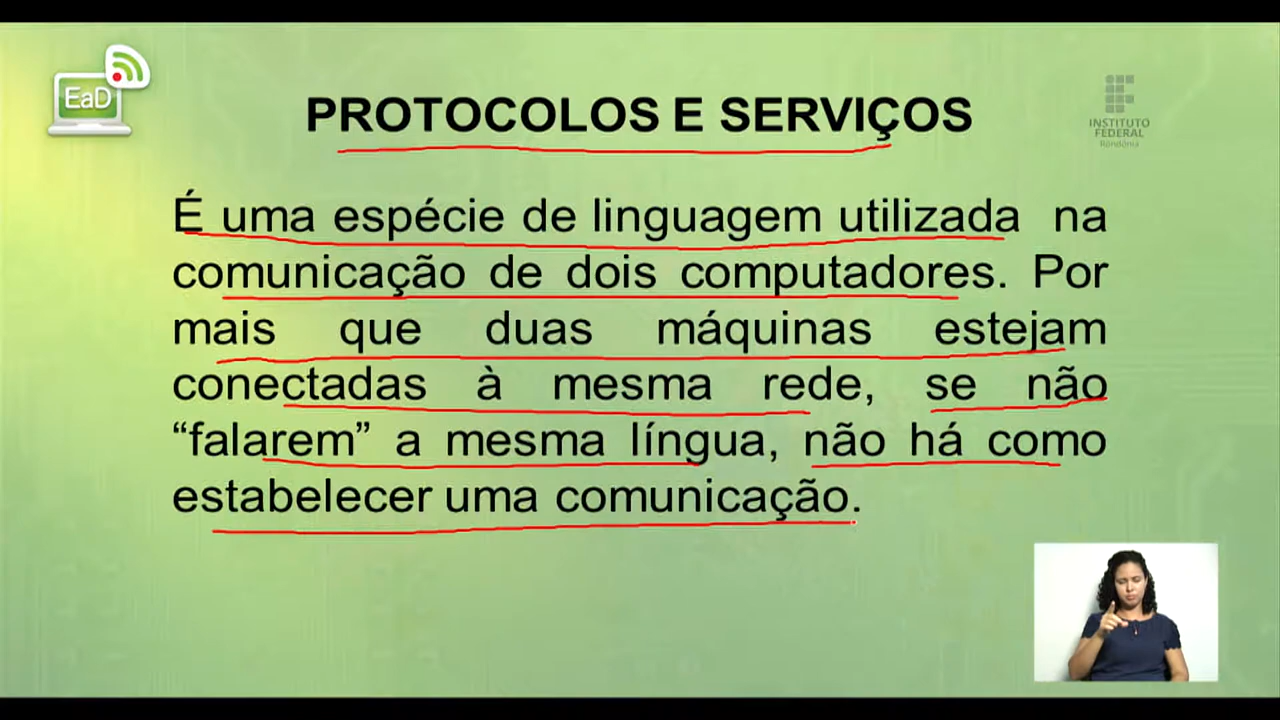 EaD
PROTOCOLOS E SERVIÇOS
INSTITUTO
FEDERAL
Rondônia
É uma espécie de linguagem utilizada na
comunicação de dois computadores. Por
mais que duas máquinas estejam
conectadas à mesma rede, se não
“falarem” a mesma língua, não há como
estabelecer uma comunicação.